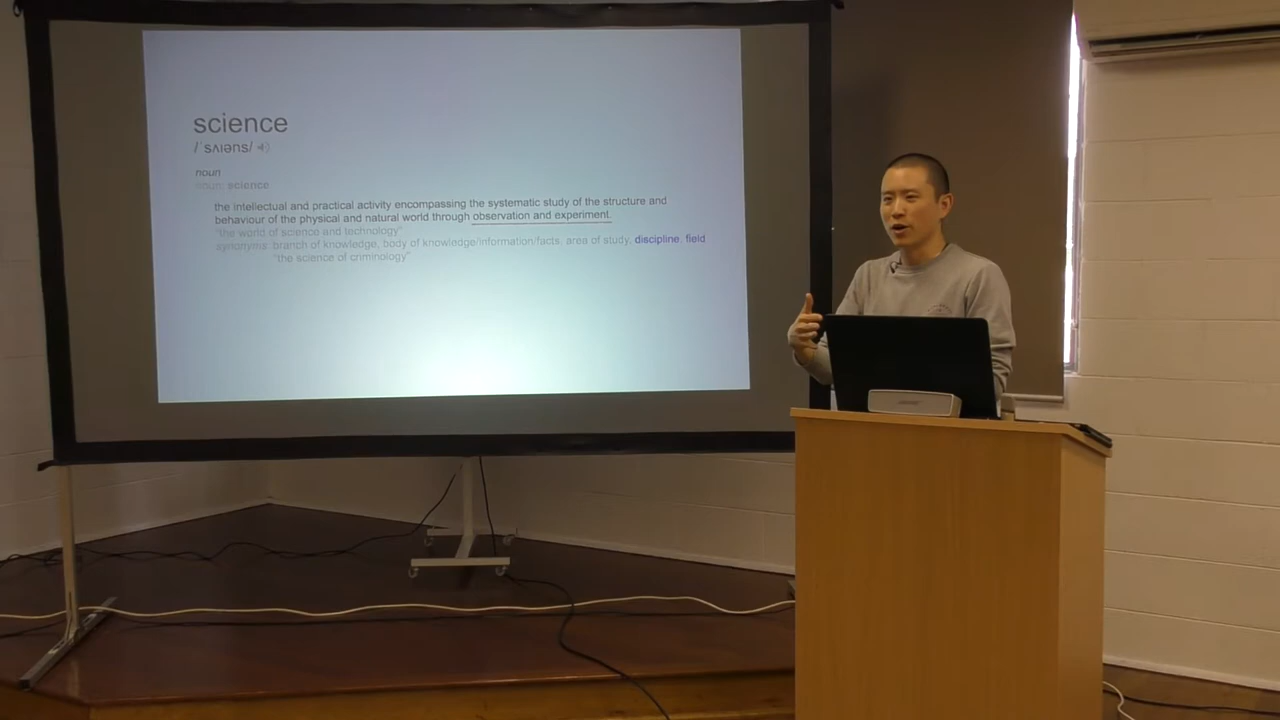 science
/ˈsʌɪəns/
noun
noun: science
the intellectual and practical activity encompassing the systematic study of the structure and
behaviour of the physical and natural world through observation and experiment.
"the world of science and technology"
synonyms: branch of knowledge, body of knowledge/information/facts, area of study, discipline, field
"the science of criminology"